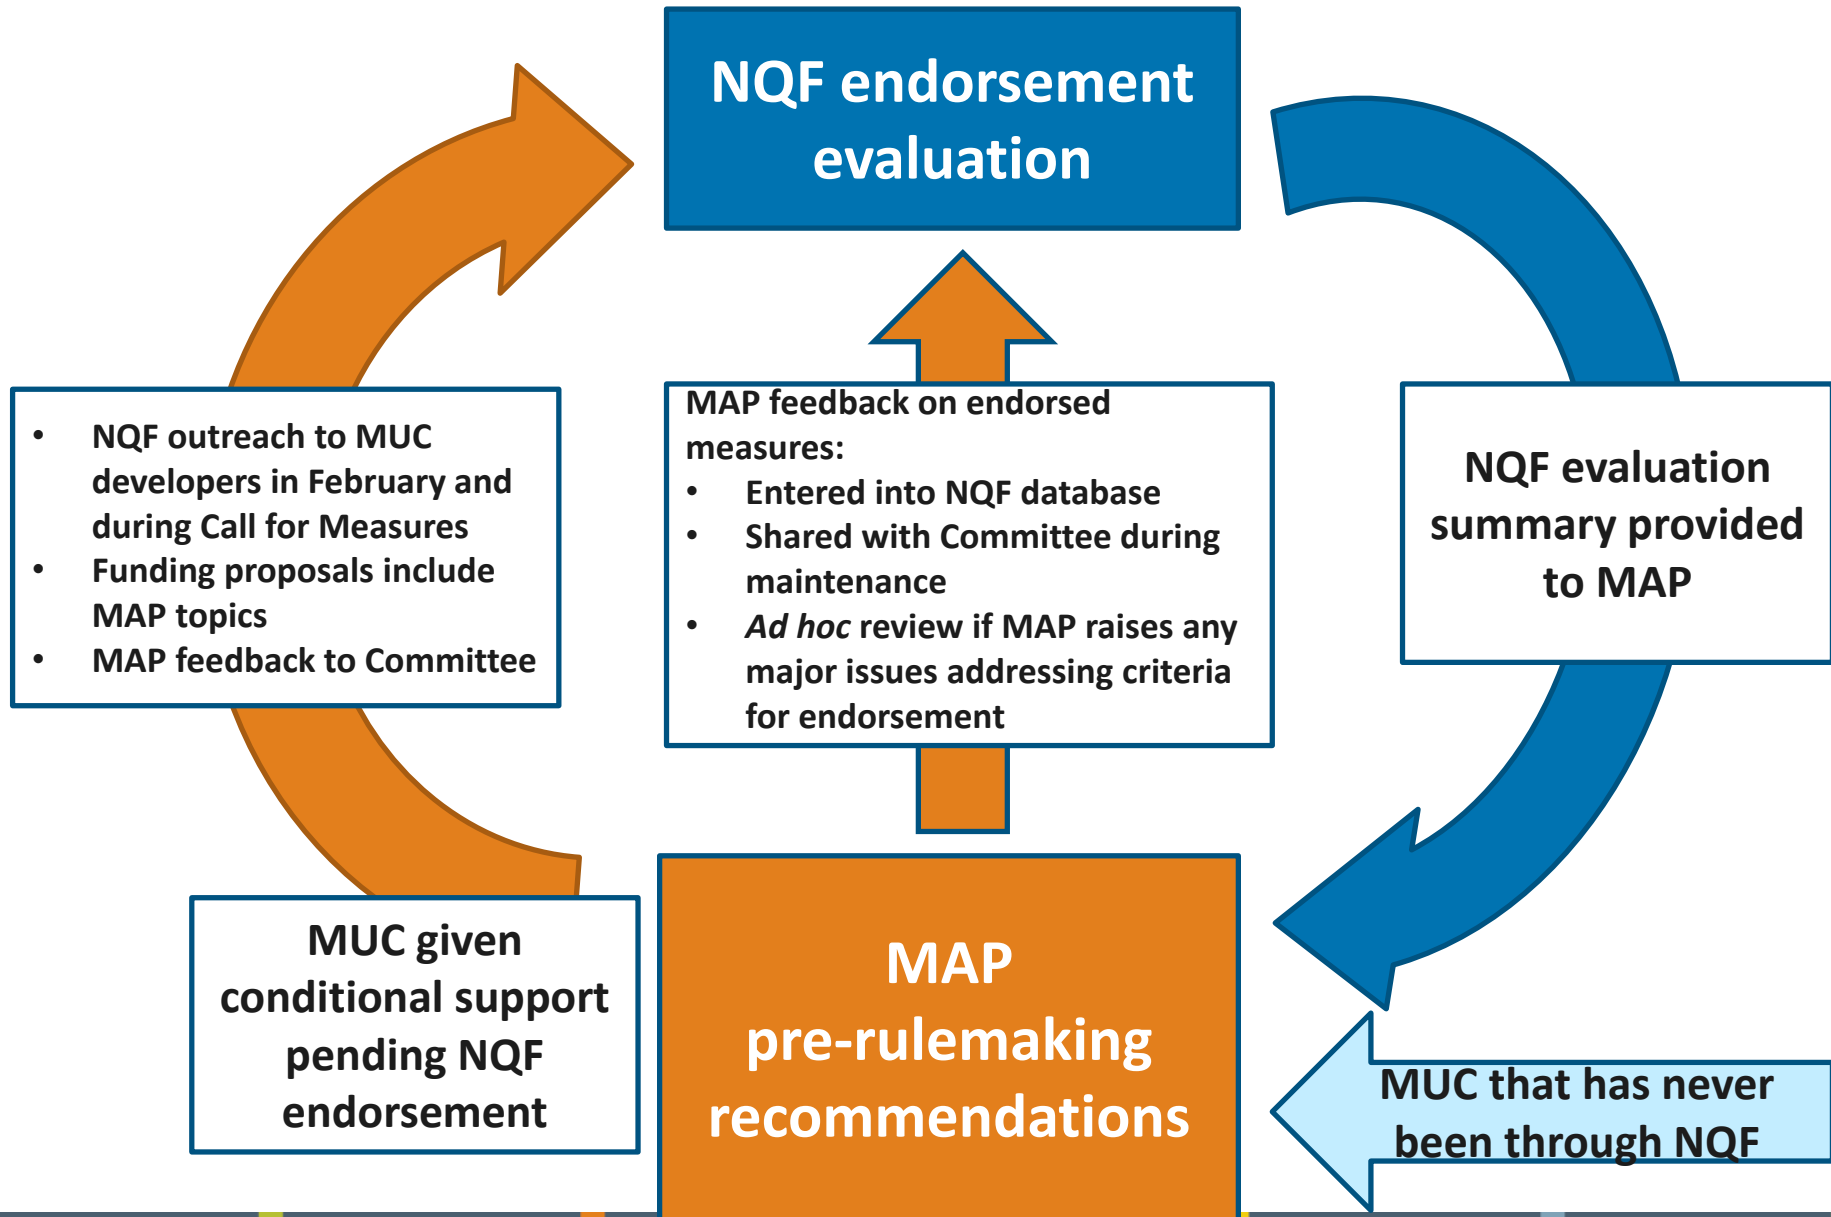 NQF endorsement
evaluation
• NQF outreach to MUC
developers in February and
during Call for Measures
• Funding proposals include
MAP topics
• MAP feedback to Committee
MAP feedback on endorsed
measures:
• Entered into NQF database
• Shared with Committee during
maintenance
• Ad hoc review if MAP raises any
major issues addressing criteria
for endorsement
NQF evaluation
summary provided
to MAP
MUC given
conditional support
pending NQF
endorsement
MAP
pre-rulemaking
recommendations
MUC that has never
been through NQF